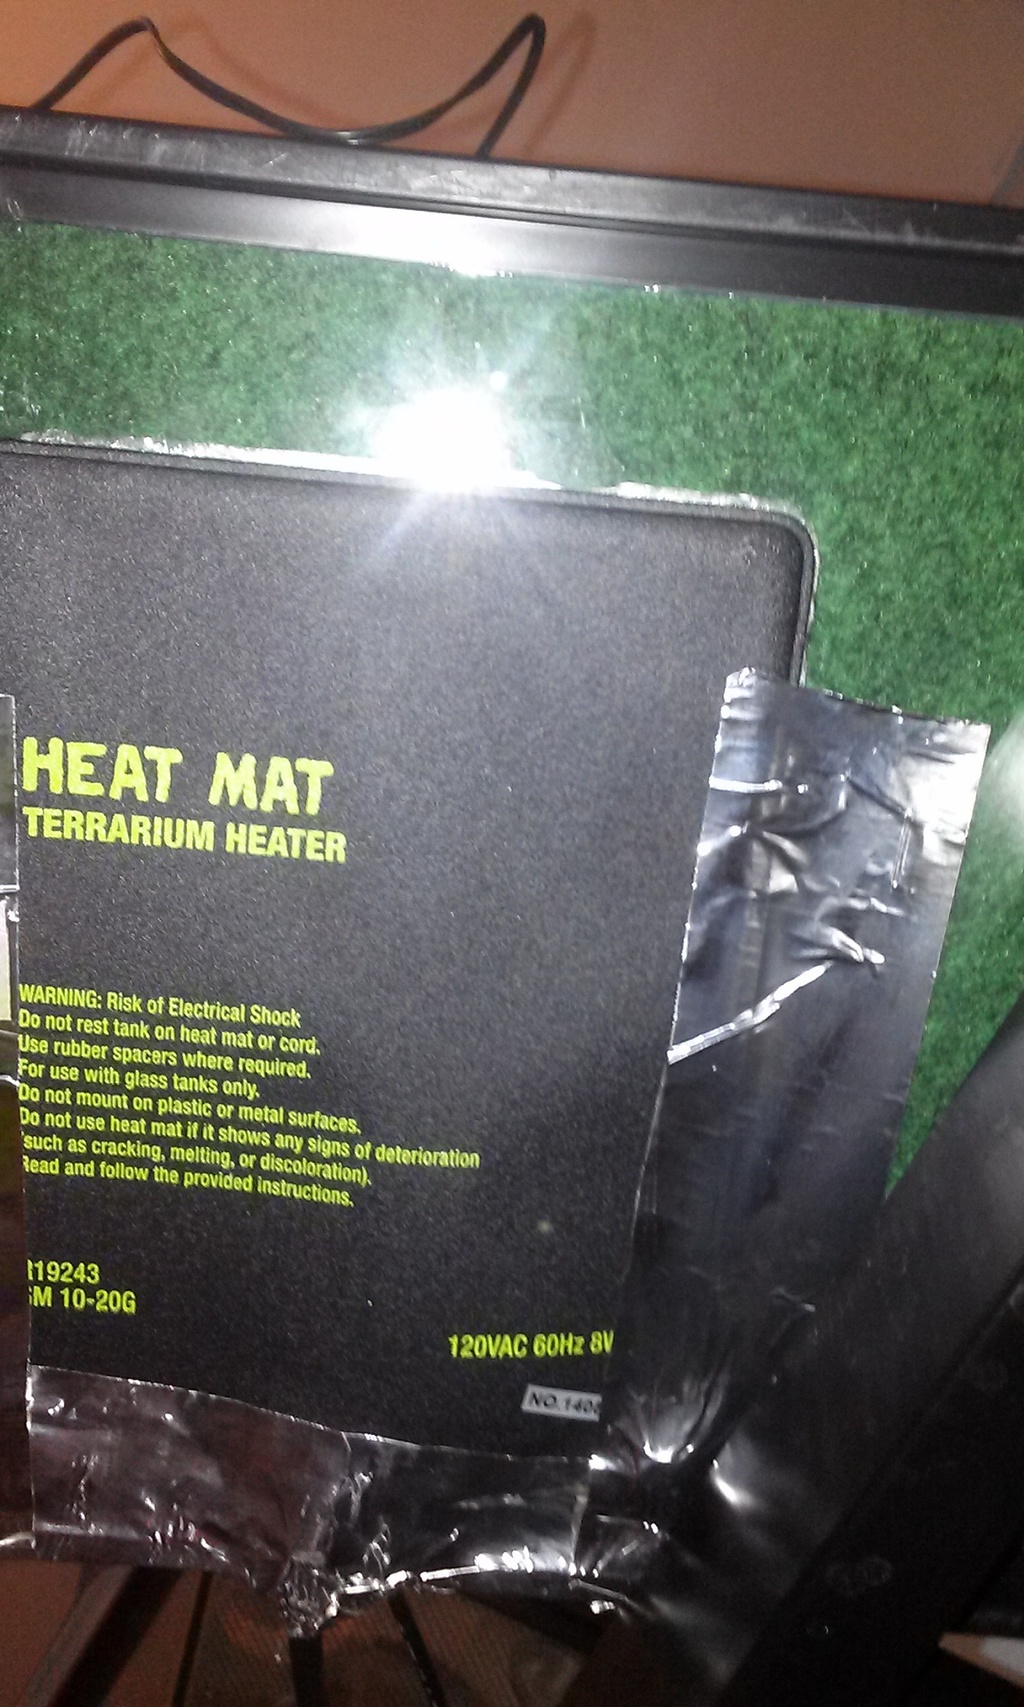 HEAT MAT
TERRARIUM HEATER
WARNING: Risk of Electrical Shock
Do not rest tank on heat mat or cord.
Use rubber spacers where required.
For use with glass tanks only.
Do not mount on plastic or metal surfaces.
Do not use heat mat if it shows any signs of deterioration
such as cracking, melting, or discoloration).
Read and follow the provided instructions.
19243
M 10-20G
120VAC 60Hz 8
NO.140